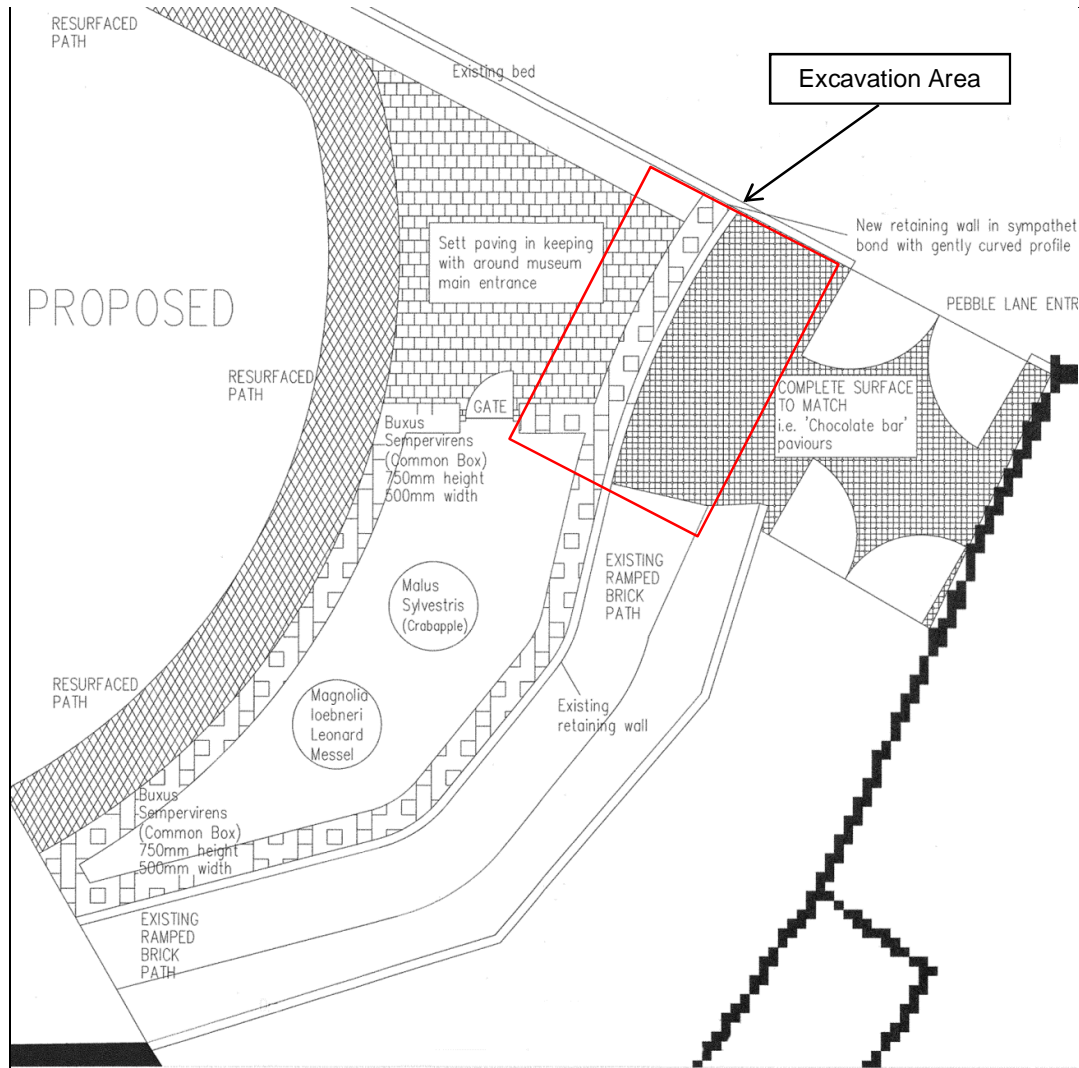 RESURFACED
PATH
Existing bed
Excavation Area
New retaining wall in sympathet
bond with gently curved profile
Sett paving in keeping
with around museum
main entrance
PROPOSED
PEBBLE LANE ENTR
RESURFACED
PATH
COMPLETE SURFACE
TO MATCH
i.e. 'Chocolate bar'
paviours
GATE
Buxus
Sempervirens
(Common Box)
750mm height
500mm width
EXISTING
RAMPED
BRICK
PATH
Malus
Sylvestris
(Crabapple)
RESURFACED
PATH
Magnolia
loebneri
Leonard
Messel
Existing
retaining wall
Buxus
Sempervirens
(Common Box)
750mm height
500mm width
EXISTING
RAMPED
BRICK
PATH